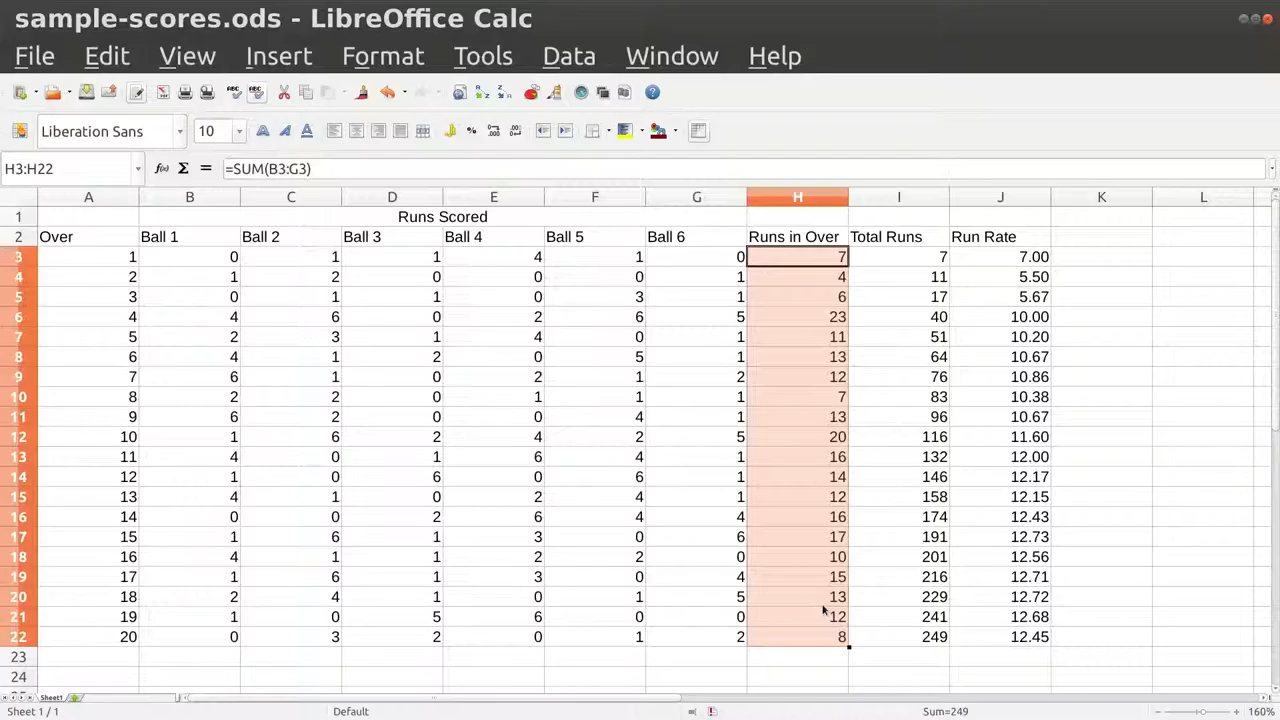 sample-scores.ods - LibreOffice Calc
File Edit View Insert Format Tools Data Window Help
Liberation Sans 10
H3:H22 =SUM(B3:G3)
A B C D E F G H I J K L
1 Runs Scored
2 Over Ball 1 Ball 2 Ball 3 Ball 4 Ball 5 Ball 6 Runs in Over Total Runs Run Rate
3 1 0 1 1 4 1 0 7 7 7.00
4 2 1 2 0 0 0 1 4 11 5.50
5 3 0 1 1 0 3 1 6 17 5.67
6 4 4 6 0 2 6 5 23 40 10.00
7 5 2 3 1 4 0 1 11 51 10.20
8 6 4 1 2 0 5 1 13 64 10.67
9 7 6 1 0 2 1 2 12 76 10.86
10 8 2 2 0 1 1 1 7 83 10.38
11 9 6 2 0 0 4 1 13 96 10.67
12 10 1 6 2 4 2 5 20 116 11.60
13 11 4 0 1 6 4 1 16 132 12.00
14 12 1 0 6 0 6 1 14 146 12.17
15 13 4 1 0 2 4 1 12 158 12.15
16 14 0 0 2 6 4 4 16 174 12.43
17 15 1 6 1 3 0 6 17 191 12.73
18 16 4 1 1 2 2 0 10 201 12.56
19 17 1 6 1 3 0 4 15 216 12.71
20 18 2 4 1 0 1 5 13 229 12.72
21 19 1 0 5 6 0 0 12 241 12.68
22 20 0 3 2 0 1 2 8 249 12.45
23
24
Sheet1
Sheet 1 / 1 Default Sum=249 160%